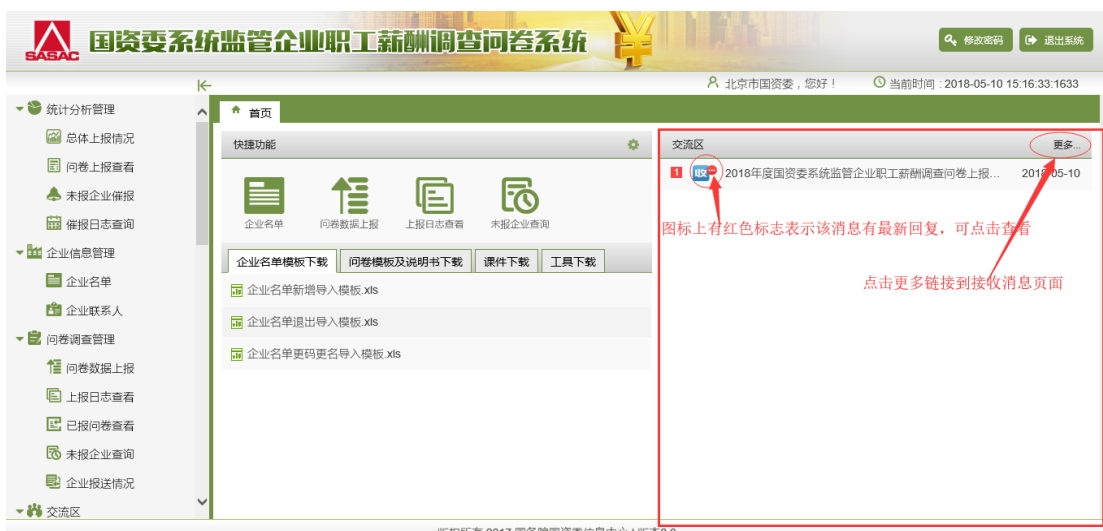 SASAC
国资委系统监管企业职工薪酬调查问卷系统
修改密码
退出系统
北京市国资委，您好！
当前时间：2018-05-10 15:16:33:1633
统计分析管理
总体上报情况
问卷上报查看
未报企业催报
催报日志查询
企业信息管理
企业名单
企业联系人
问卷调查管理
问卷数据上报
上报日志查看
已报问卷查看
未报企业查询
企业报送情况
交流区
首页
快捷功能
企业名单
问卷数据上报
上报日志查看
未报企业查询
企业名单模板下载
问卷模板及说明书下载
课件下载
工具下载
企业名单新增导入模板.xls
企业名单退出导入模板.xls
企业名单更码更名导入模板.xls
交流区
更多...
1 收 2018年度国资委系统监管企业职工薪酬调查问卷上报... 2018-05-10
图标上有红色标志表示该消息有最新回复，可点击查看
点击更多链接到接收消息页面